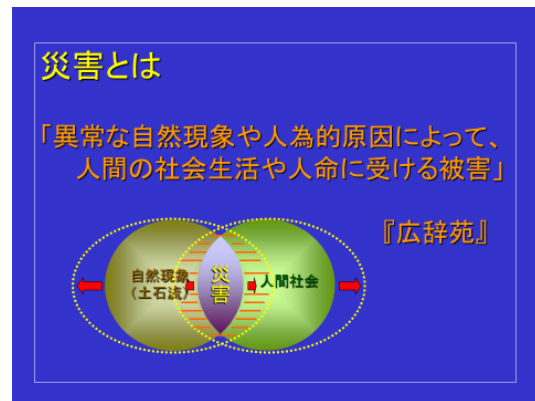 災害とは
「異常な自然現象や人為的原因によって、
人間の社会生活や人命に受ける被害」
『広辞苑』
自然現象
(土石流)
災
害
人間社会